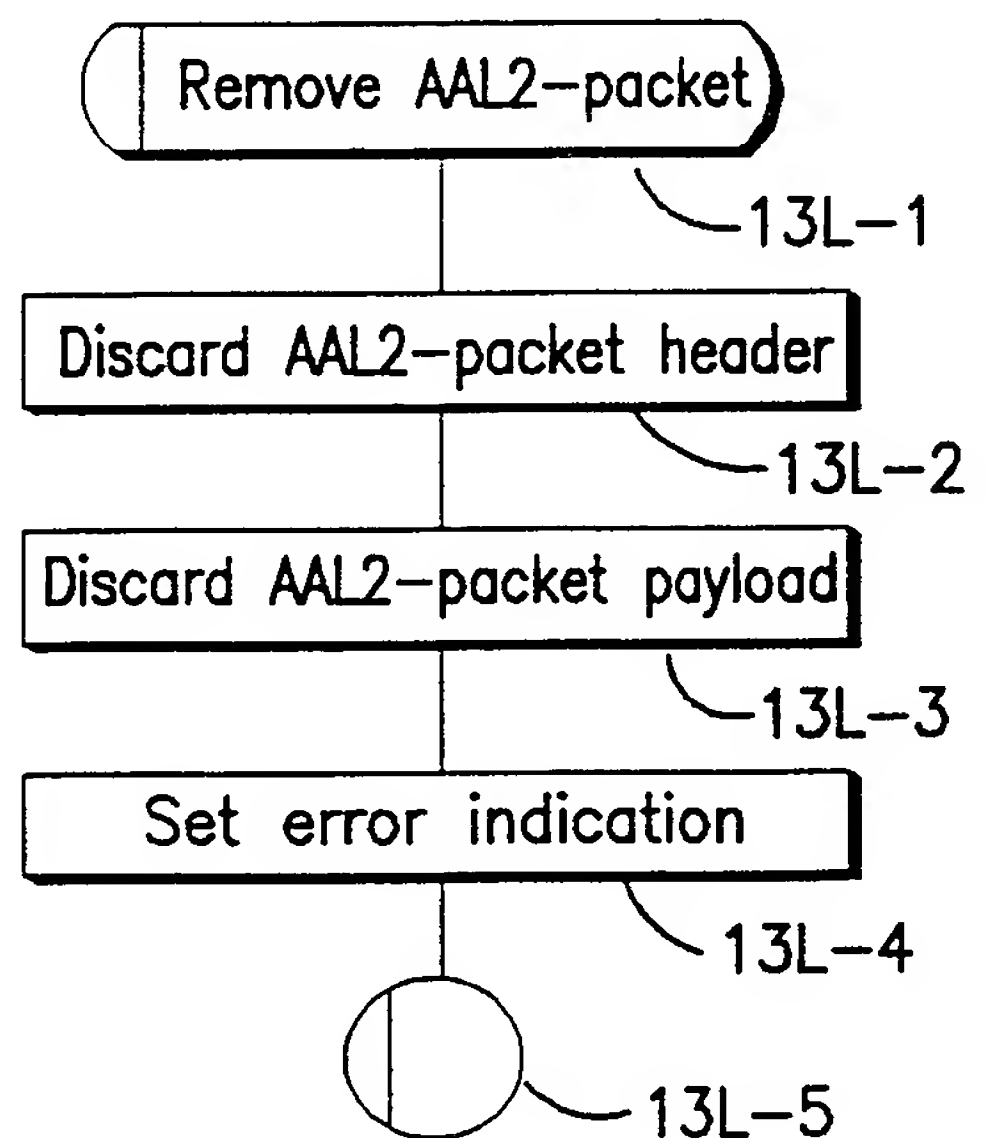 Remove AAL2-packet
13L-1
Discard AAL2-packet header
13L-2
Discard AAL2-packet payload
13L-3
Set error indication
13L-4
13L-5